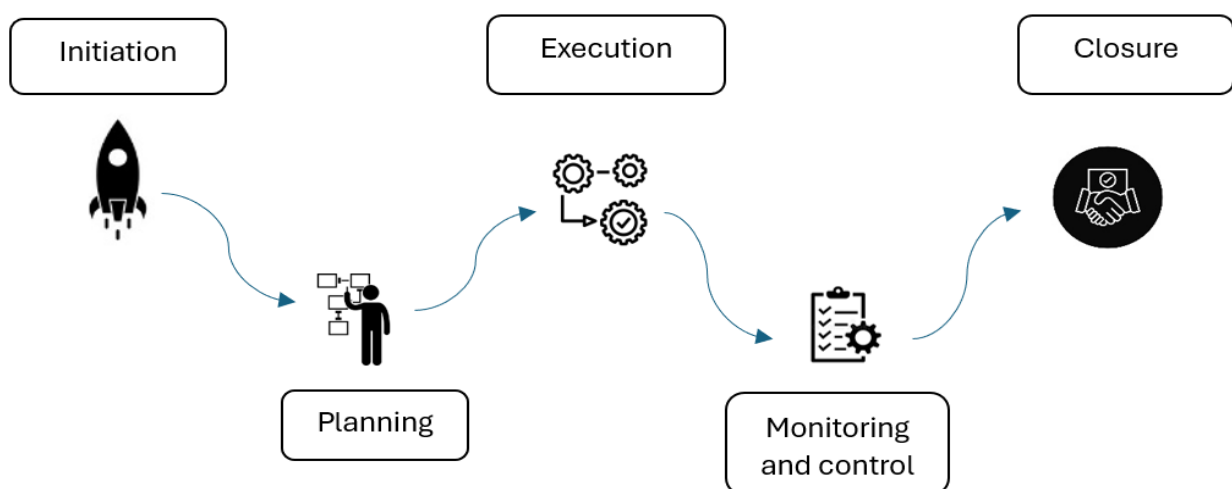 Initiation
Planning
Execution
Monitoring
and control
Closure